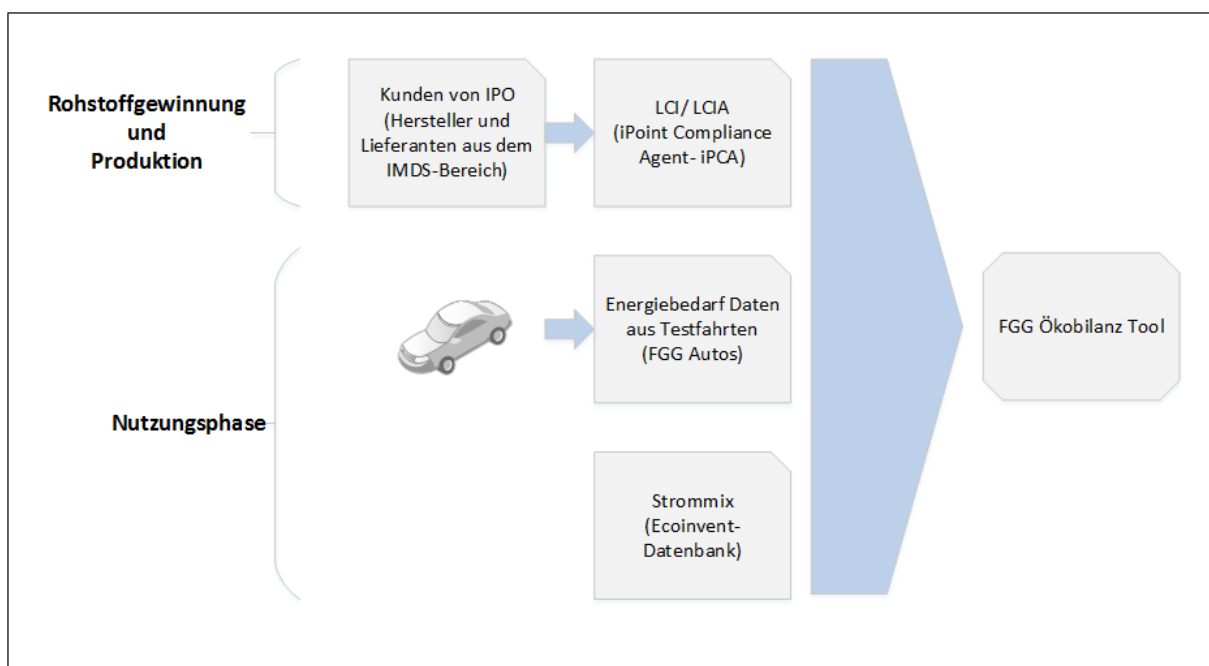 Rohstoffgewinnung
und
Produktion
Kunden von IPO
(Hersteller und
Lieferanten aus dem
IMDS-Bereich)
LCI/ LCIA
(iPoint Compliance
Agent- iPCA)
Nutzungsphase
Energiebedarf Daten
aus Testfahrten
(FGG Autos)
Strommix
(Ecoinvent-
Datenbank)
FGG Ökobilanz Tool